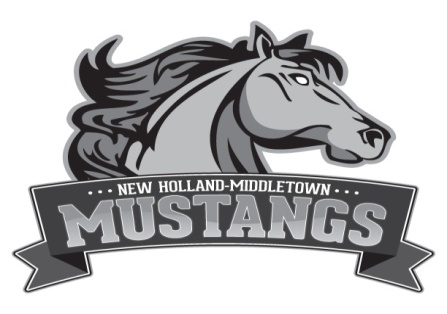 ••• NEW HOLLAND-MIDDLETOWN •••
MUSTANGS